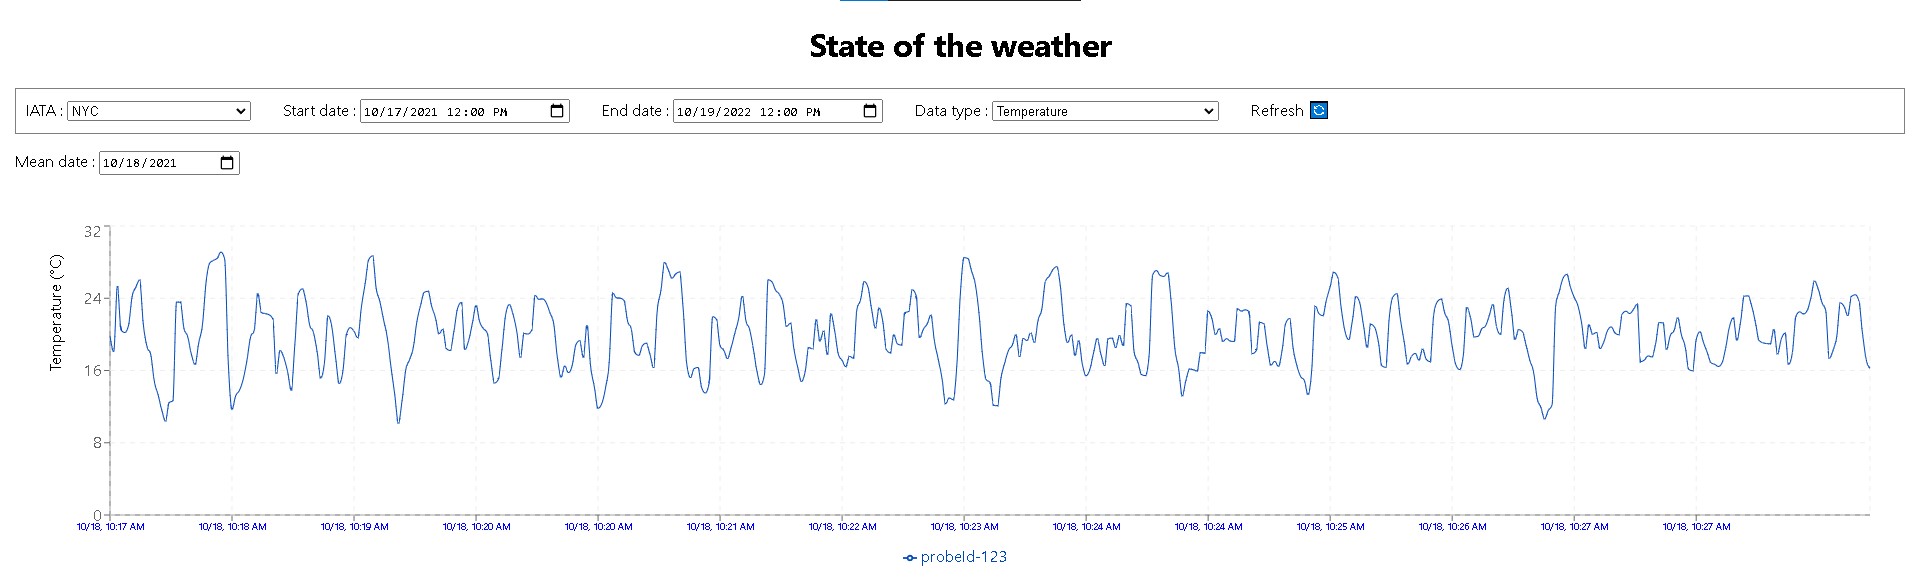 State of the weather
IATA : NYC Start date : 10/17/2021 12:00 PM End date : 10/19/2022 12:00 PM Data type : Temperature Refresh
Mean date : 10/18/2021
Temperature (°C)
32
24
16
8
0
10/18, 10:17 AM 10/18, 10:18 AM 10/18, 10:19 AM 10/18, 10:20 AM 10/18, 10:20 AM 10/18, 10:21 AM 10/18, 10:22 AM 10/18, 10:23 AM 10/18, 10:24 AM 10/18, 10:24 AM 10/18, 10:25 AM 10/18, 10:26 AM 10/18, 10:27 AM 10/18, 10:27 AM
probeId-123